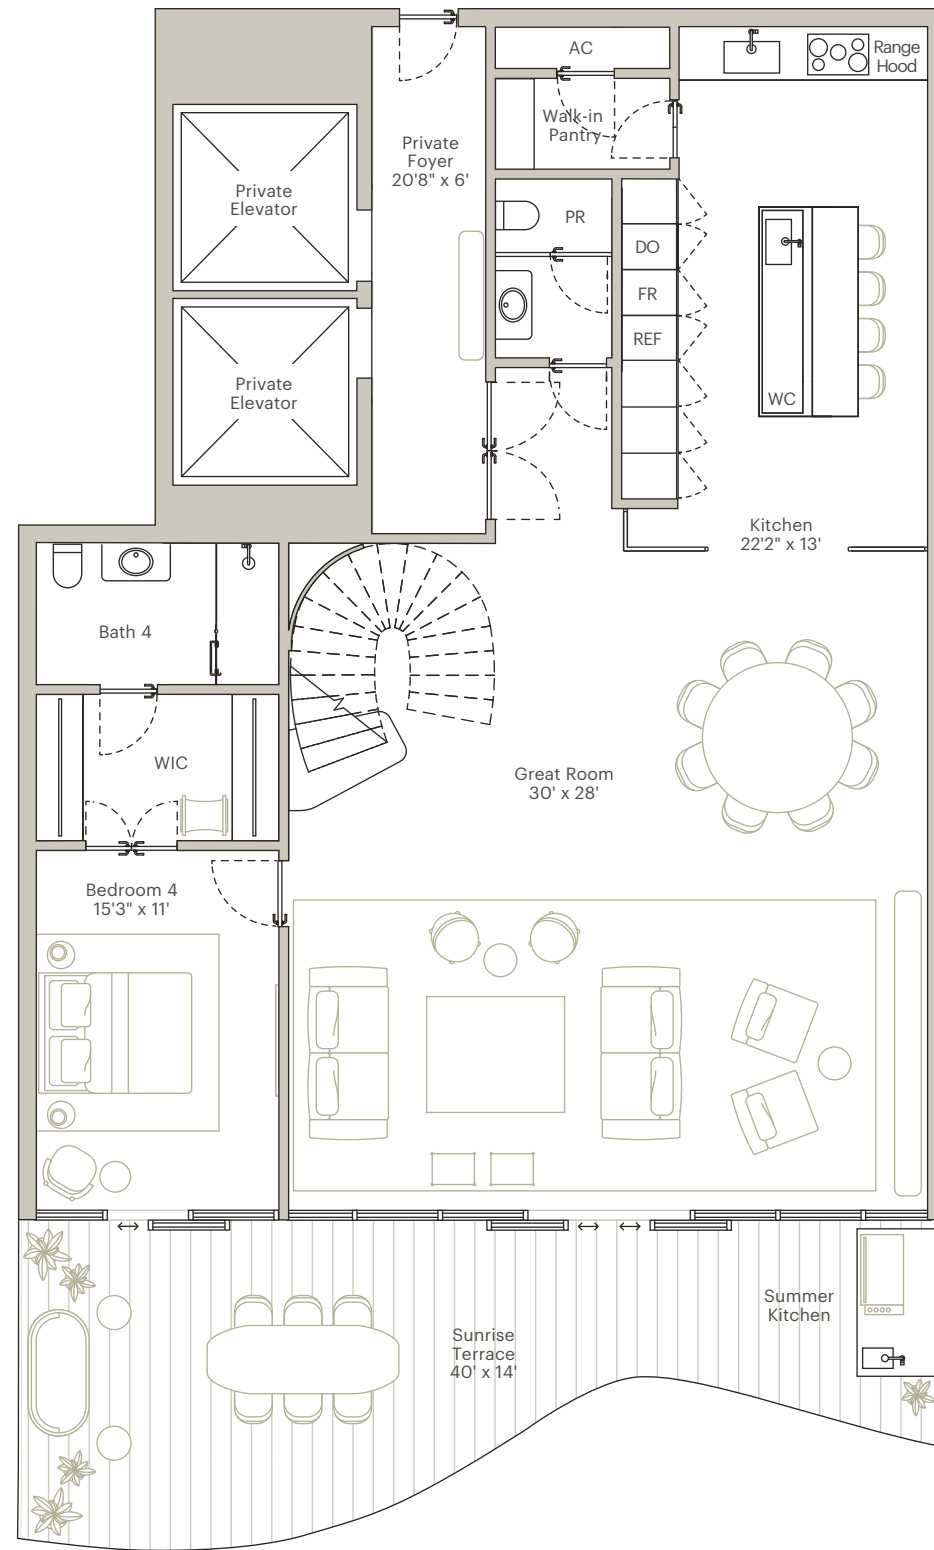 AC
Range
Hood
Walk-in
Pantry
Private
Foyer
20'8" x 6'
Private
Elevator
PR
DO
FR
REF
Private
Elevator
WC
Kitchen
22'2" x 13'
Bath 4
WIC
Great Room
30' x 28'
Bedroom 4
15'3" x 11'
Summer
Kitchen
Sunrise
Terrace
40' x 14'